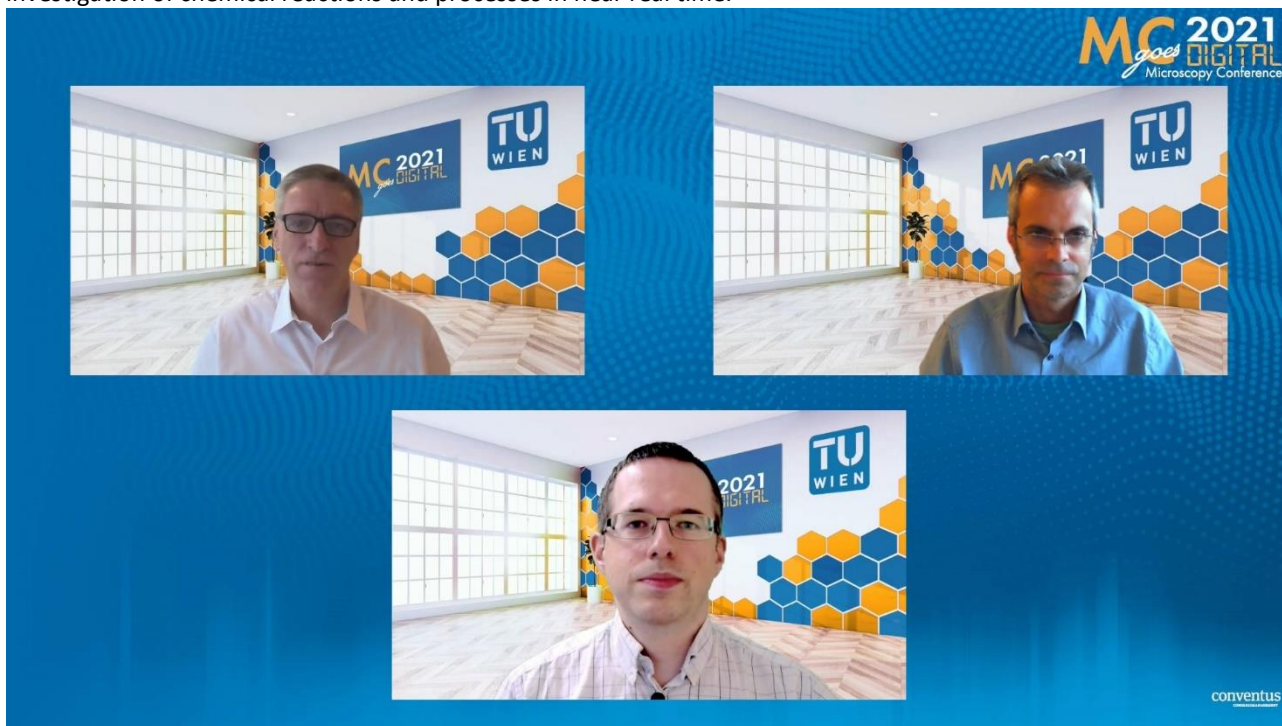 investigation of chemical reactions and processes in near real time.
MC 2021
goes DIGITAL
Microscopy Conference
TU
WIEN
MC 2021
goes DIGITAL
TU
WIEN
M 2021
TU
WIEN
2021
DIGITAL
conventus